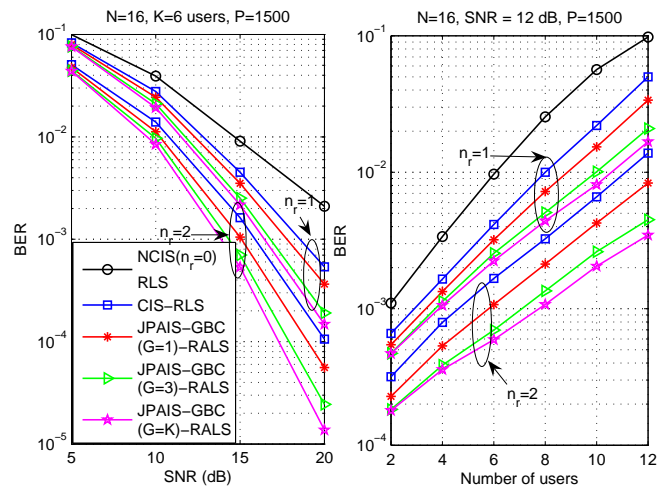 N=16, K=6 users, P=1500
BER
10^{-1}
10^{-2}
10^{-3}
10^{-4}
10^{-5}
n_r=1
n_r=2
NCIS(n_r=0)
RLS
CIS−RLS
JPAIS−GBC
(G=1)−RALS
JPAIS−GBC
(G=3)−RALS
JPAIS−GBC
(G=K)−RALS
5 10 15 20
SNR (dB)
N=16, SNR = 12 dB, P=1500
BER
10^{-1}
10^{-2}
10^{-3}
10^{-4}
n_r=1
n_r=2
2 4 6 8 10 12
Number of users